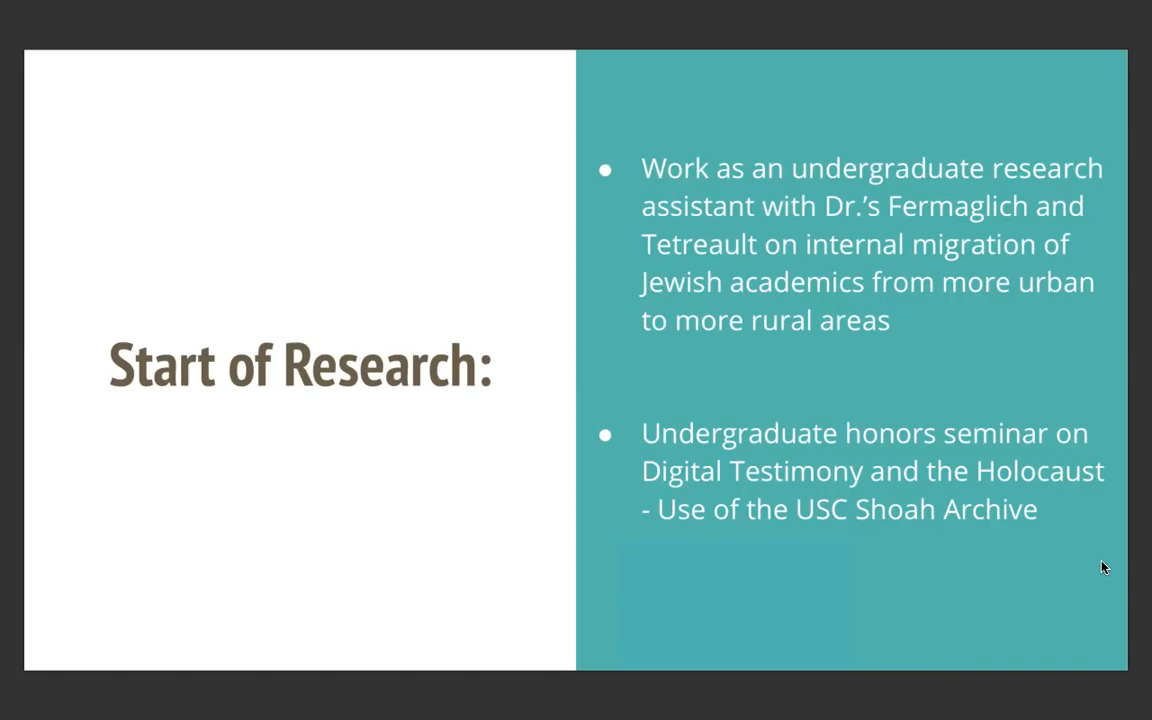 Start of Research:
● Work as an undergraduate research
assistant with Dr.’s Fermaglich and
Tetreault on internal migration of
Jewish academics from more urban
to more rural areas
● Undergraduate honors seminar on
Digital Testimony and the Holocaust
- Use of the USC Shoah Archive